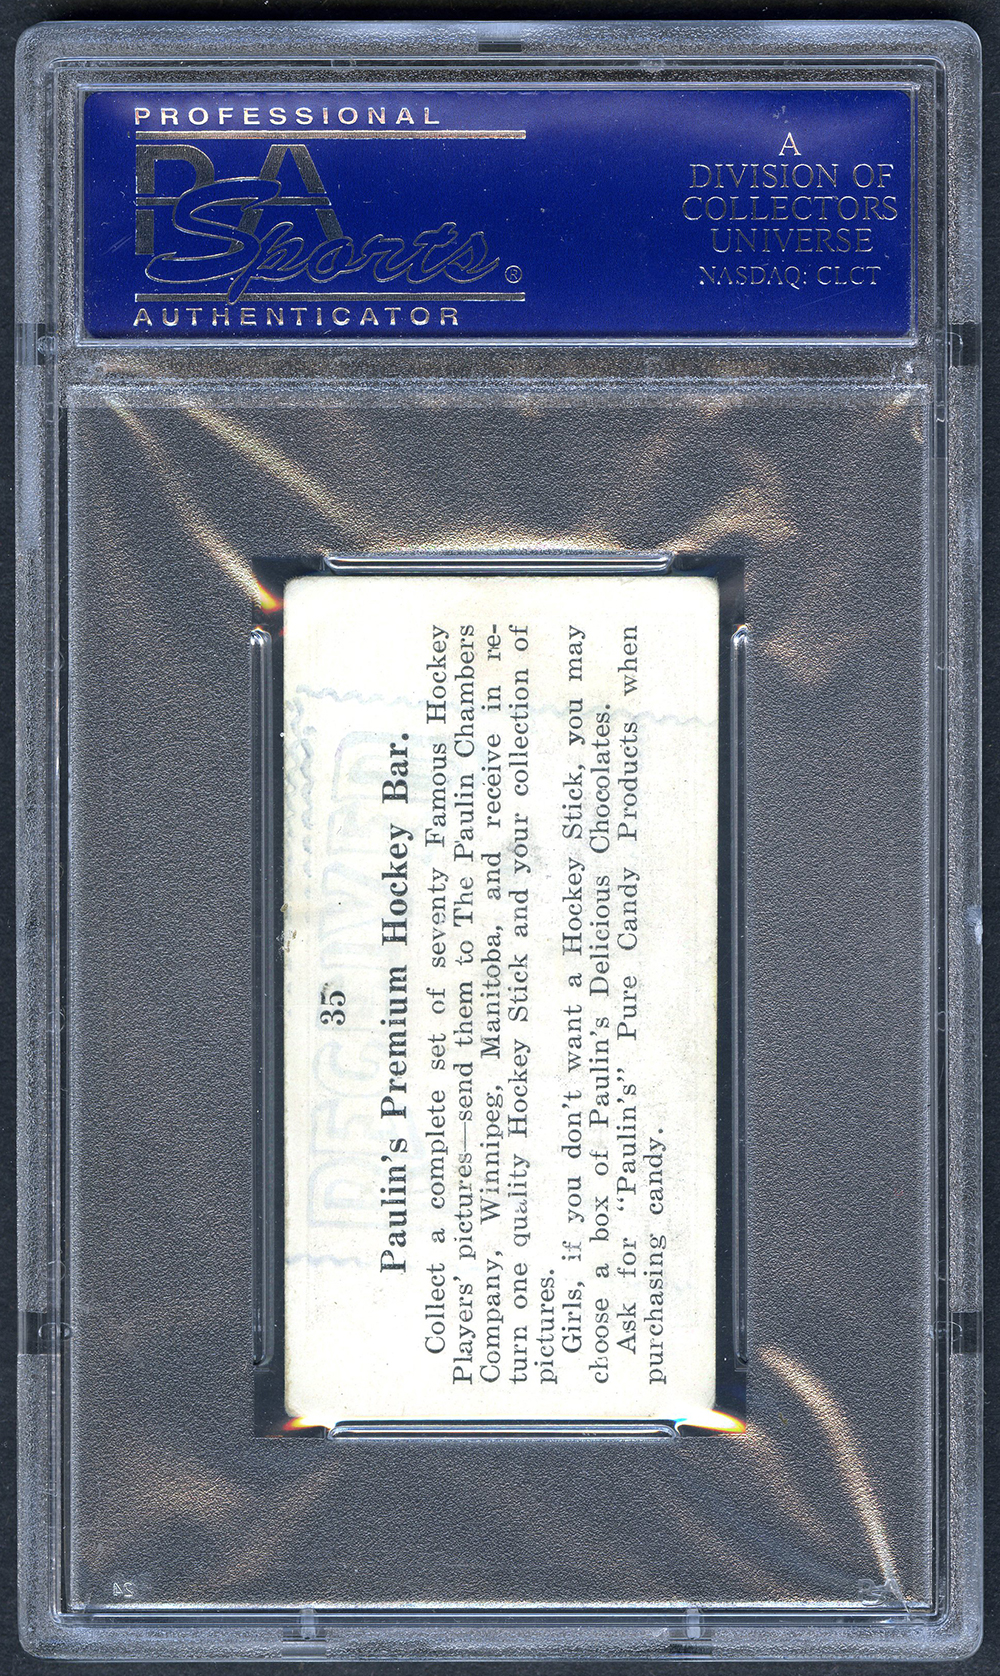 PROFESSIONAL
PSA
Sports®
AUTHENTICATOR
A
DIVISION OF
COLLECTORS
UNIVERSE
NASDAQ: CLCT
35
Paulin's Premium Hockey Bar.
Collect a complete set of seventy Famous Hockey
Players' pictures—send them to The Paulin Chambers
Company, Winnipeg, Manitoba, and receive in re-
turn one quality Hockey Stick and your collection of
pictures.
Girls, if you don't want a Hockey Stick, you may
choose a box of Paulin's Delicious Chocolates.
Ask for "Paulin's" Pure Candy Products when
purchasing candy.
RECEIVED
24